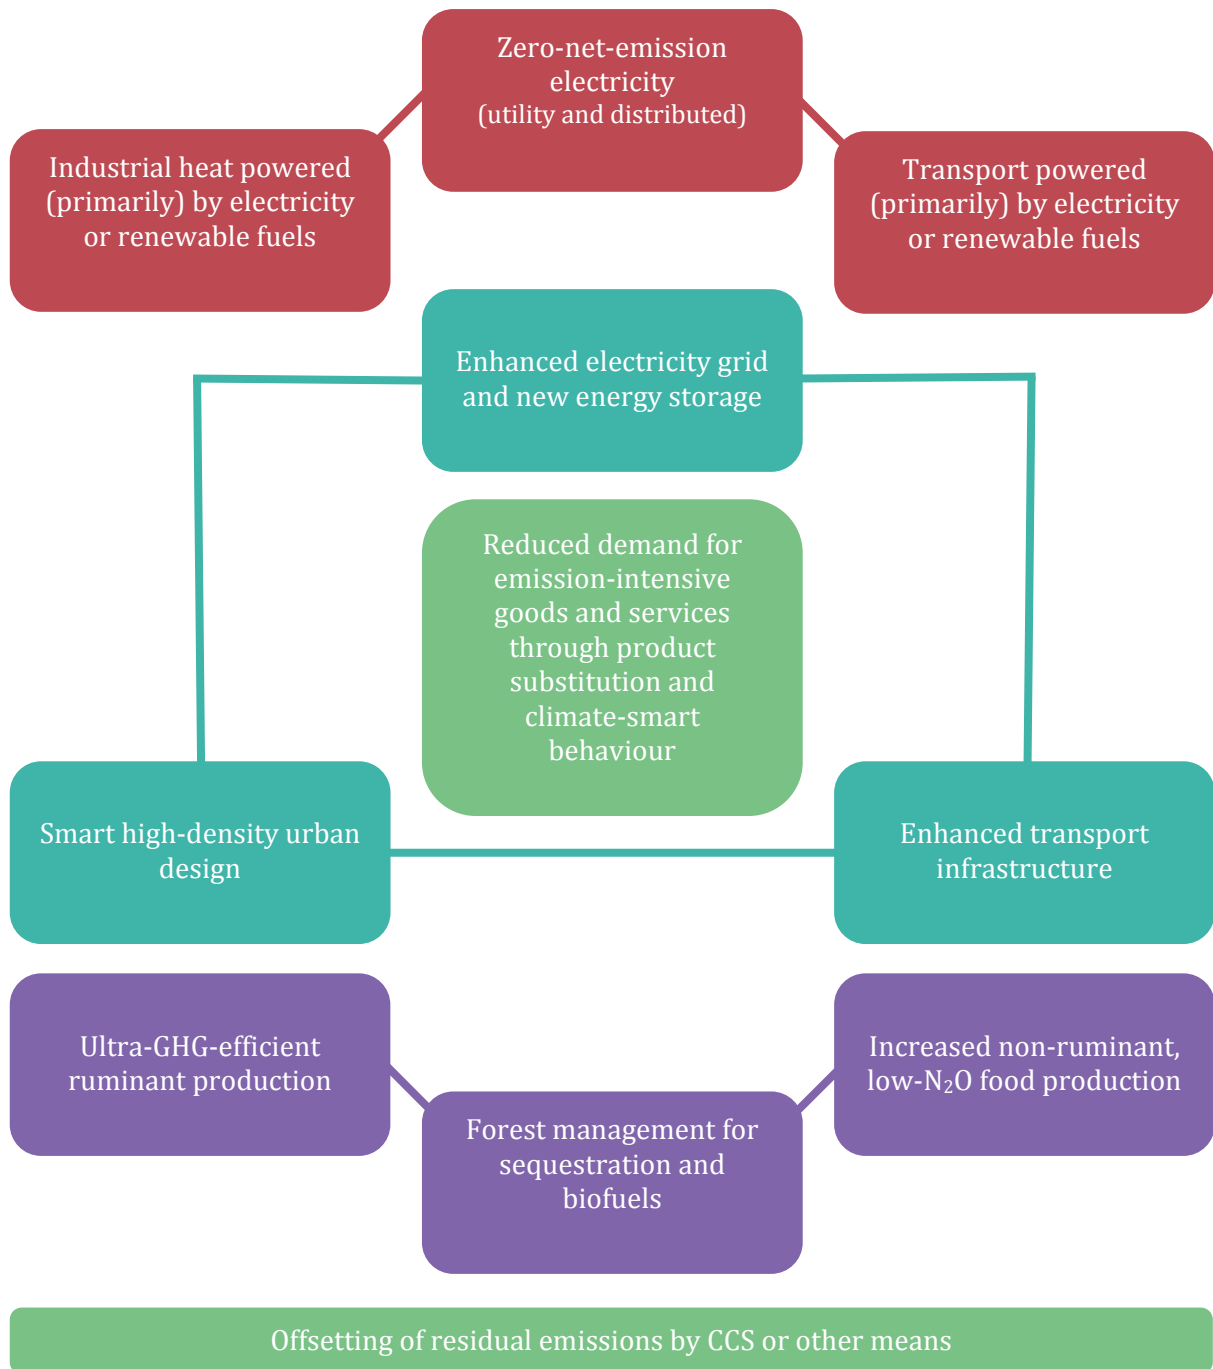 Zero-net-emission
electricity
(utility and distributed)
Industrial heat powered
(primarily) by electricity
or renewable fuels
Transport powered
(primarily) by electricity
or renewable fuels
Enhanced electricity grid
and new energy storage
Reduced demand for
emission-intensive
goods and services
through product
substitution and
climate-smart
behaviour
Smart high-density urban
design
Enhanced transport
infrastructure
Ultra-GHG-efficient
ruminant production
Increased non-ruminant,
low-N₂O food production
Forest management for
sequestration and
biofuels
Offsetting of residual emissions by CCS or other means